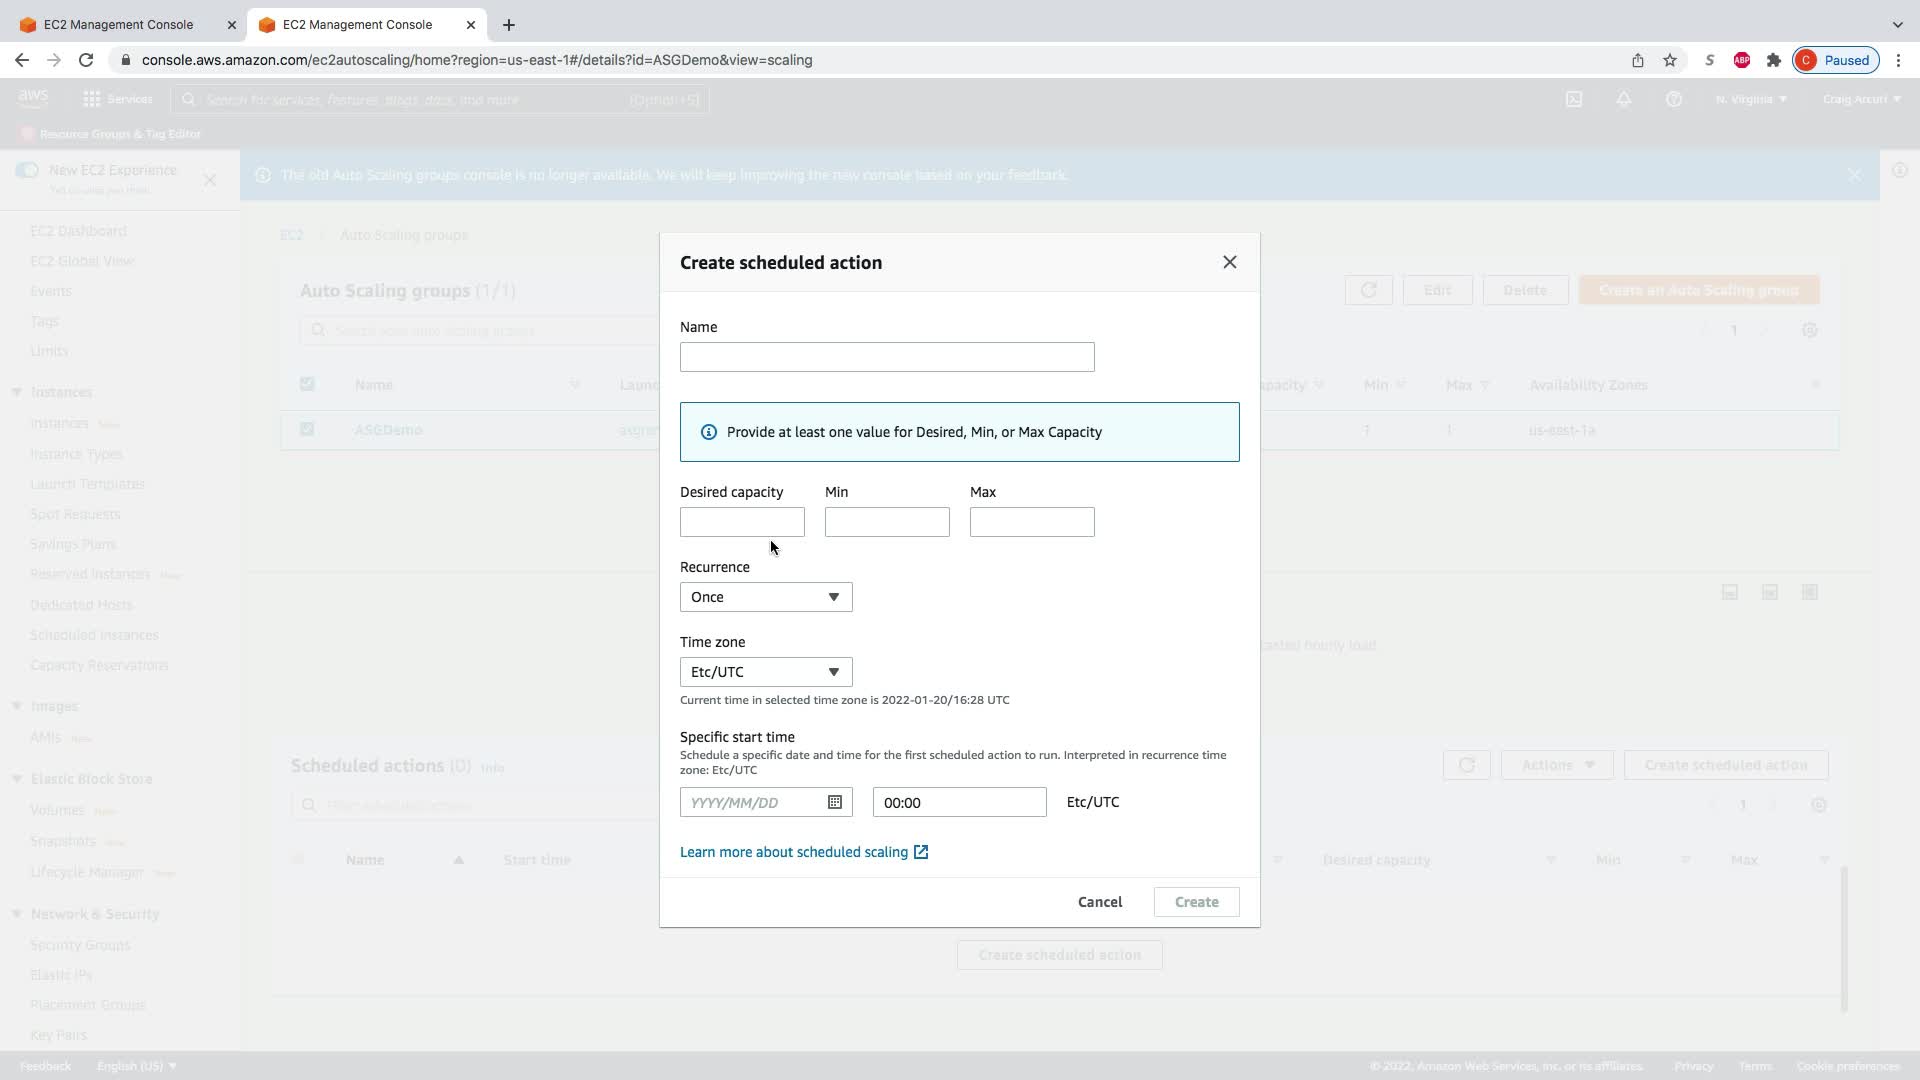 EC2 Management Console
EC2 Management Console
console.aws.amazon.com/ec2autoscaling/home?region=us-east-1#/details?id=ASGDemo&view=scaling
S
ABP
C
Paused
aws
Services
Search for services, features, blogs, docs, and more
[Option+S]
N. Virginia
Craig Arcuri
Resource Groups & Tag Editor
New EC2 Experience
Tell us what you think
The old Auto Scaling groups console is no longer available. We will keep improving the new console based on your feedback.
EC2 Dashboard
EC2 Global View
Events
Tags
Limits
Instances
Instances New
Instance Types
Launch Templates
Spot Requests
Savings Plans
Reserved Instances New
Dedicated Hosts
Scheduled Instances
Capacity Reservations
Images
AMIs New
Elastic Block Store
Volumes New
Snapshots New
Lifecycle Manager New
Network & Security
Security Groups
Elastic IPs
Placement Groups
Key Pairs
EC2
Auto Scaling groups
Auto Scaling groups (1/1)
Edit
Delete
Create an Auto Scaling group
Search your auto scaling groups
1
Name
Launc
apacity
Min
Max
Availability Zones
ASGDemo
1
1
us-east-1a
casted hourly load
Create scheduled action
Name
Provide at least one value for Desired, Min, or Max Capacity
Desired capacity
Min
Max
Recurrence
Once
Time zone
Etc/UTC
Current time in selected time zone is 2022-01-20/16:28 UTC
Specific start time
Schedule a specific date and time for the first scheduled action to run. Interpreted in recurrence time
zone: Etc/UTC
YYYY/MM/DD
00:00
Etc/UTC
Learn more about scheduled scaling
Cancel
Create
Scheduled actions (0) Info
Actions
Create scheduled action
Filter scheduled actions
1
Name
Start time
Desired capacity
Min
Max
Create scheduled action
Feedback
English (US)
© 2022, Amazon Web Services, Inc. or its affiliates.
Privacy
Terms
Cookie preferences